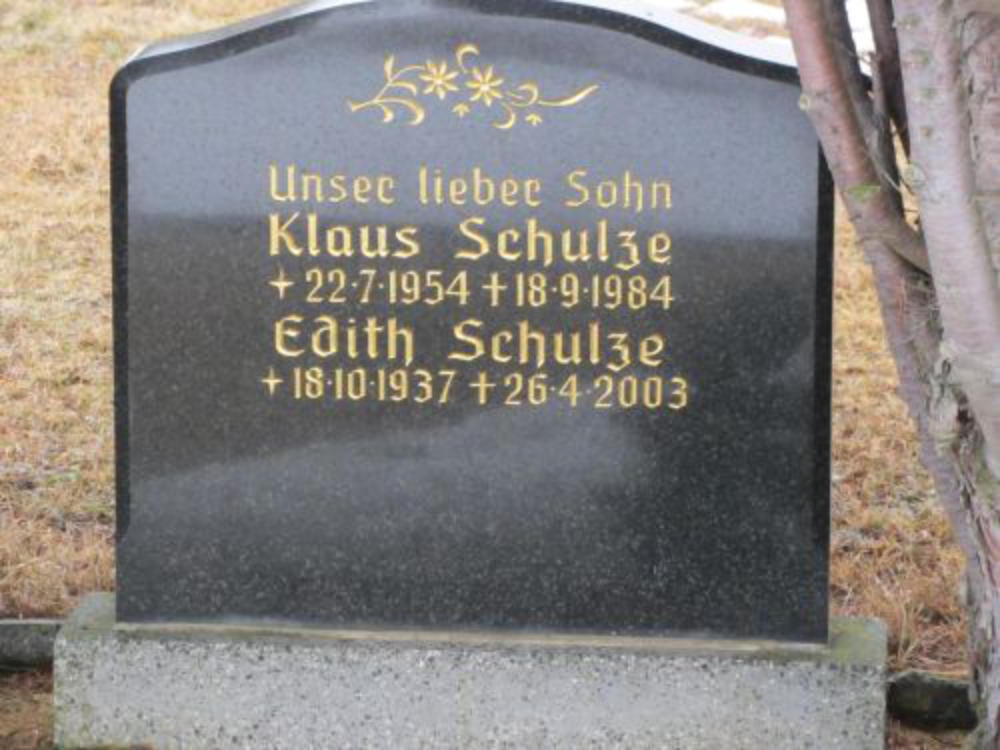 Unser lieber Sohn
Klaus Schulze
+ 22·7·1954 † 18·9·1984
Edith Schulze
+ 18·10·1937 † 26·4·2003